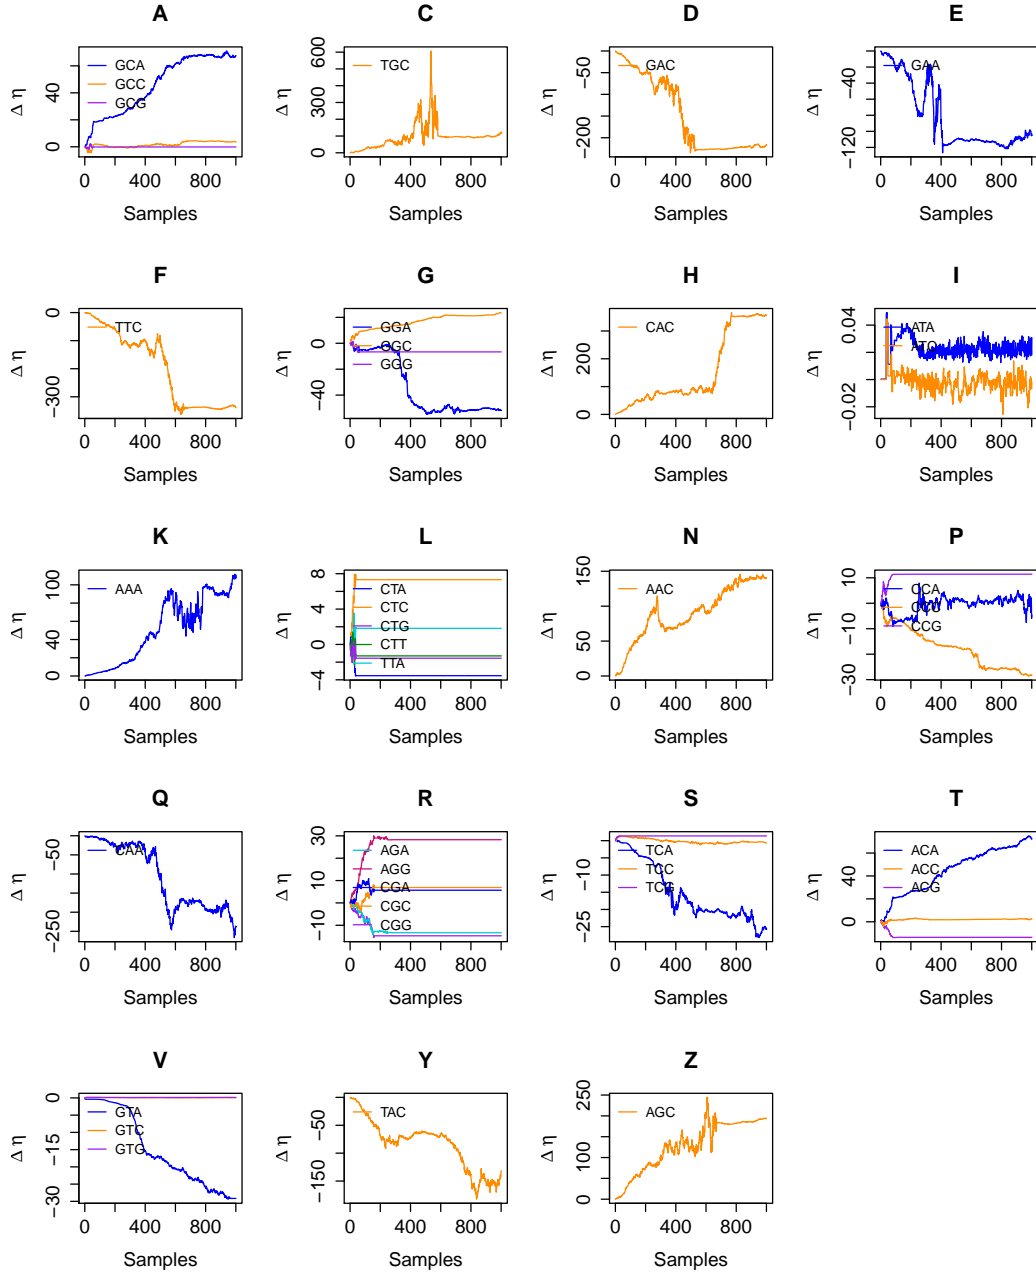 A
GCA
GCC
GCG
Δ η
0
40
0
400
800
Samples
C
TGC
Δ η
0
300
600
0
400
800
Samples
D
GAC
Δ η
−200
−50
0
400
800
Samples
E
GAA
Δ η
−120
−40
0
400
800
Samples
F
TTC
Δ η
−300
0
0
400
800
Samples
G
GGA
GGC
GGG
Δ η
−40
0
0
400
800
Samples
H
CAC
Δ η
0
200
0
400
800
Samples
I
ATA
ATC
Δ η
−0.02
0.04
0
400
800
Samples
K
AAA
Δ η
0
40
100
0
400
800
Samples
L
CTA
CTC
CTG
CTT
TTA
Δ η
−4
0
4
8
0
400
800
Samples
N
AAC
Δ η
0
50
150
0
400
800
Samples
P
CCA
CCC
CCG
Δ η
−30
−10
10
0
400
800
Samples
Q
CAA
Δ η
−250
−50
0
400
800
Samples
R
AGA
AGG
CGA
CGC
CGG
Δ η
−10
10
30
0
400
800
Samples
S
TCA
TCC
TCG
Δ η
−25
−10
0
400
800
Samples
T
ACA
ACC
ACG
Δ η
0
40
0
400
800
Samples
V
GTA
GTC
GTG
Δ η
−30
−15
0
0
400
800
Samples
Y
TAC
Δ η
−150
−50
0
400
800
Samples
Z
AGC
Δ η
0
100
250
0
400
800
Samples